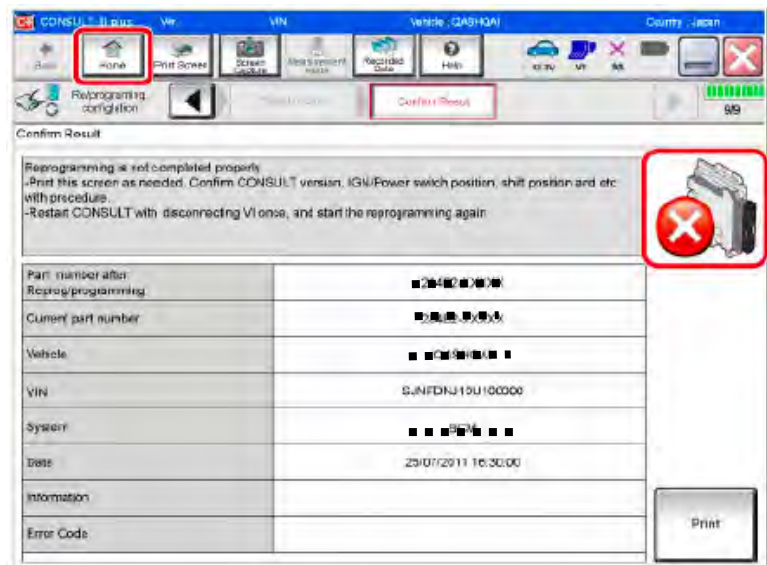 CONSULT-III plus Ver. VIN Vehicle : QASHQAI Country : Japan
Back Home Print Screen Screen Capture Measurement Mode Recorded Data Help VI
Re/programming, configuration Confirm Result 9/9
Confirm Result
Reprogramming is not completed properly
-Print this screen as needed. Confirm CONSULT version, IGN/Power switch position, shift position and etc
with procedure.
-Restart CONSULT with disconnecting VI once, and start the reprogramming again
Part number after
Reprog/programming
Current part number
Vehicle
VIN SJNFDNJ10U100000
System
Date 25/07/2011 16:30:00
Information
Error Code
Print